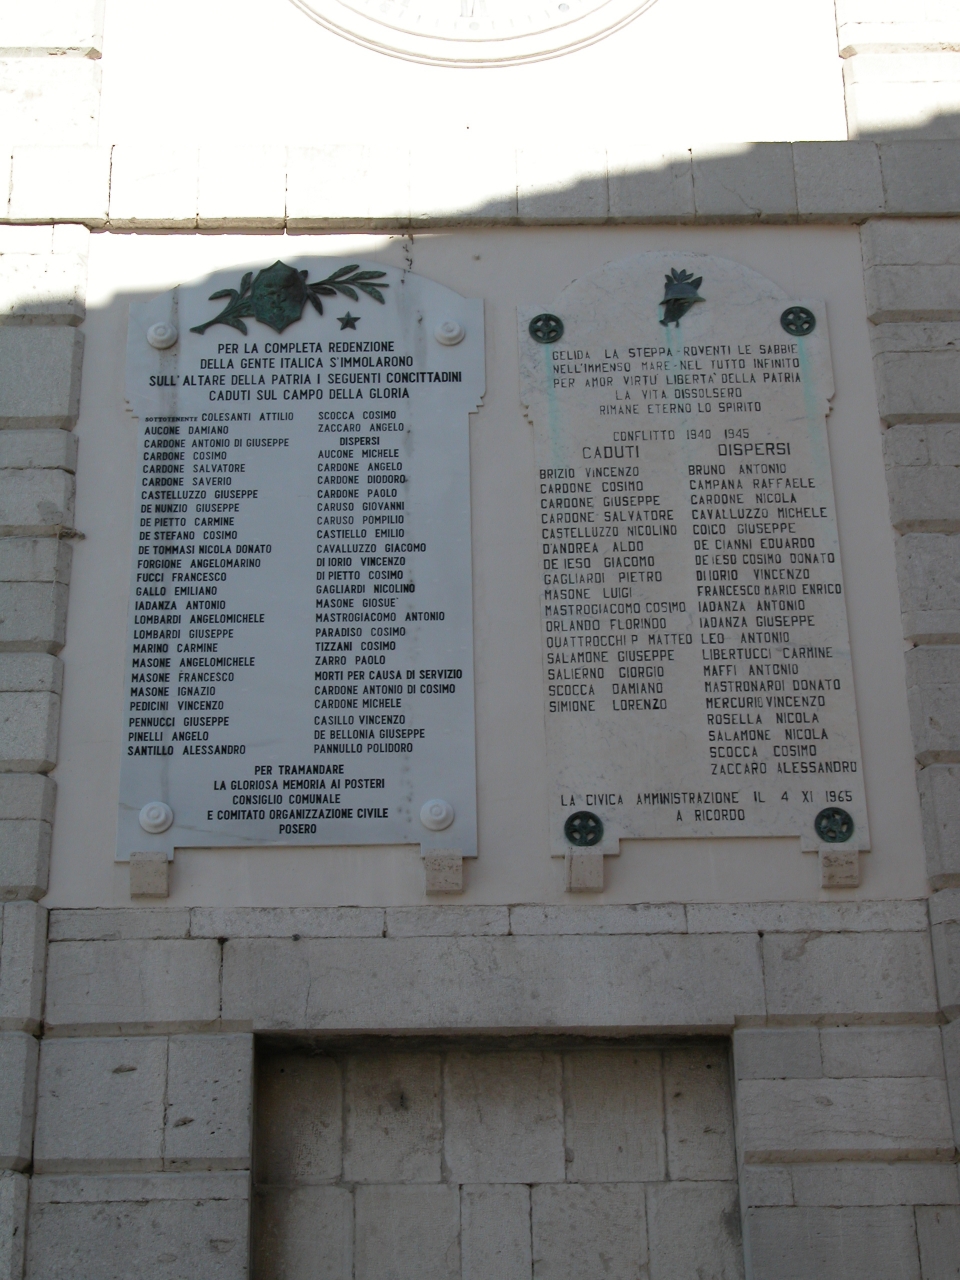 PER LA COMPLETA REDENZIONE
DELLA GENTE ITALICA S'IMMOLARONO
SULL'ALTARE DELLA PATRIA I SEGUENTI CONCITTADINI
CADUTI SUL CAMPO DELLA GLORIA
SOTTOTENENTE COLESANTI ATTILIO
AUCONE DAMIANO
CARDONE ANTONIO DI GIUSEPPE
CARDONE COSIMO
CARDONE SALVATORE
CARDONE SAVERIO
CASTELLUZZO GIUSEPPE
DE NUNZIO GIUSEPPE
DE PIETTO CARMINE
DE STEFANO COSIMO
DE TOMMASI NICOLA DONATO
FORGIONE ANGELOMARINO
FUCCI FRANCESCO
GALLO EMILIANO
IADANZA ANTONIO
LOMBARDI ANGELOMICHELE
LOMBARDI GIUSEPPE
MARINO CARMINE
MASONE ANGELOMICHELE
MASONE FRANCESCO
MASONE IGNAZIO
PEDICINI VINCENZO
PENNUCCI GIUSEPPE
PINELLI ANGELO
SANTILLO ALESSANDRO
SCOCCA COSIMO
ZACCARO ANGELO
DISPERSI
AUCONE MICHELE
CARDONE ANGELO
CARDONE DIODORO
CARDONE PAOLO
CARUSO GIOVANNI
CARUSO POMPILIO
CASTIELLO EMILIO
CAVALLUZZO GIACOMO
DI IORIO VINCENZO
DI PIETTO COSIMO
GAGLIARDI NICOLINO
MASONE GIOSUE'
MASTROGIACOMO ANTONIO
PARADISO COSIMO
TIZZANI COSIMO
ZARRO PAOLO
MORTI PER CAUSA DI SERVIZIO
CARDONE ANTONIO DI COSIMO
CARDONE MICHELE
CASILLO VINCENZO
DE BELLONIA GIUSEPPE
PANNULLO POLIDORO
PER TRAMANDARE
LA GLORIOSA MEMORIA AI POSTERI
CONSIGLIO COMUNALE
E COMITATO ORGANIZZAZIONE CIVILE
POSERO
GELIDA LA STEPPA-ROVENTI LE SABBIE
NELL'IMMENSO MARE-NEL TUTTO INFINITO
PER AMOR VIRTU' LIBERTA' DELLA PATRIA
LA VITA DISSOLSERO
RIMANE ETERNO LO SPIRITO
CONFLITTO 1940 1945
CADUTI
BRIZIO VINCENZO
CARDONE COSIMO
CARDONE GIUSEPPE
CARDONE SALVATORE
CASTELLUZZO NICOLINO
D'ANDREA ALDO
DE IESO GIACOMO
GAGLIARDI PIETRO
MASONE LUIGI
MASTROGIACOMO COSIMO
ORLANDO FLORINDO
QUATTROCCHI P. MATTEO
SALAMONE GIUSEPPE
SALIERNO GIORGIO
SCOCCA DAMIANO
SIMIONE LORENZO
DISPERSI
BRUNO ANTONIO
CAMPANA RAFFAELE
CARDONE NICOLA
CAVALLUZZO MICHELE
COICO GIUSEPPE
DE CIANNI EDUARDO
DE IESO COSIMO DONATO
DI IORIO VINCENZO
FRANCESCO MARIO ENRICO
IADANZA ANTONIO
IADANZA GIUSEPPE
LEO ANTONIO
LIBERTUCCI CARMINE
MAFFI ANTONIO
MASTRONARDI DONATO
MERCURIO VINCENZO
ROSELLA NICOLA
SALAMONE NICOLA
SCOCCA COSIMO
ZACCARO ALESSANDRO
LA CIVICA AMMINISTRAZIONE IL 4 XI 1965
A RICORDO